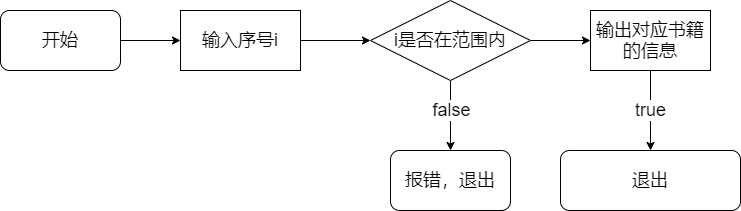 开始
输入序号i
i是否在范围内
输出对应书籍
的信息
false
true
报错，退出
退出